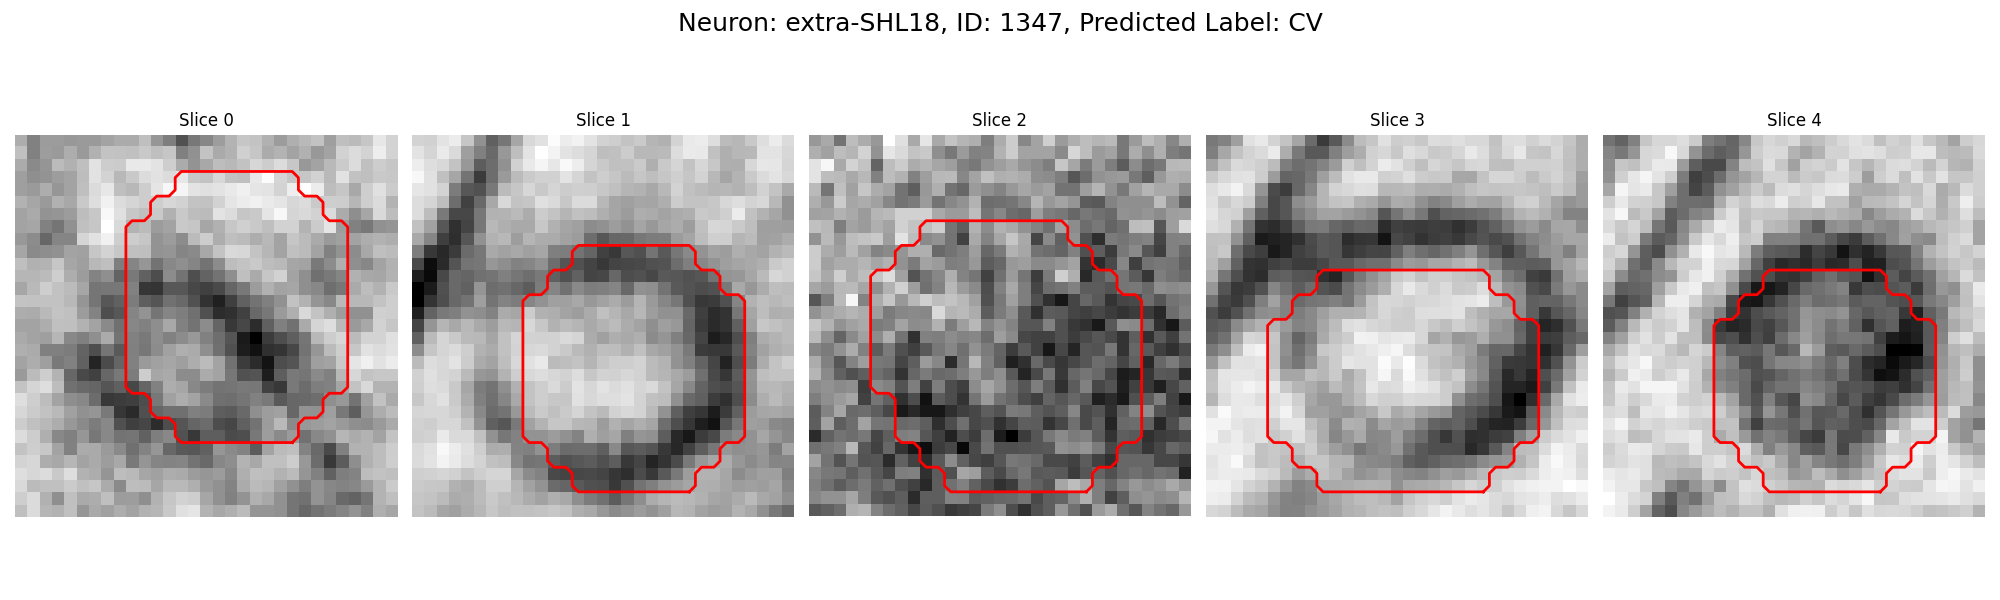 Neuron: extra-SHL18, ID: 1347, Predicted Label: CV
Slice 0
Slice 1
Slice 2
Slice 3
Slice 4